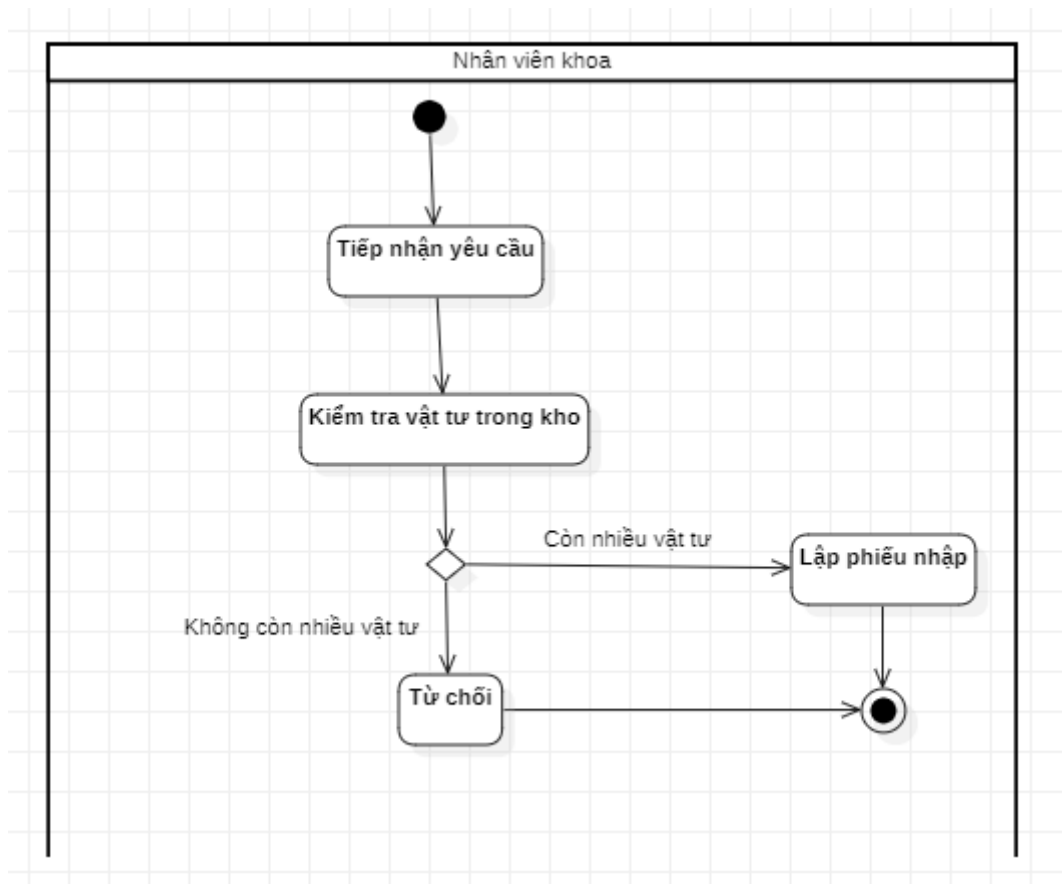 Nhân viên khoa
Tiếp nhận yêu cầu
Kiểm tra vật tư trong kho
Còn nhiều vật tư
Lập phiếu nhập
Không còn nhiều vật tư
Từ chối